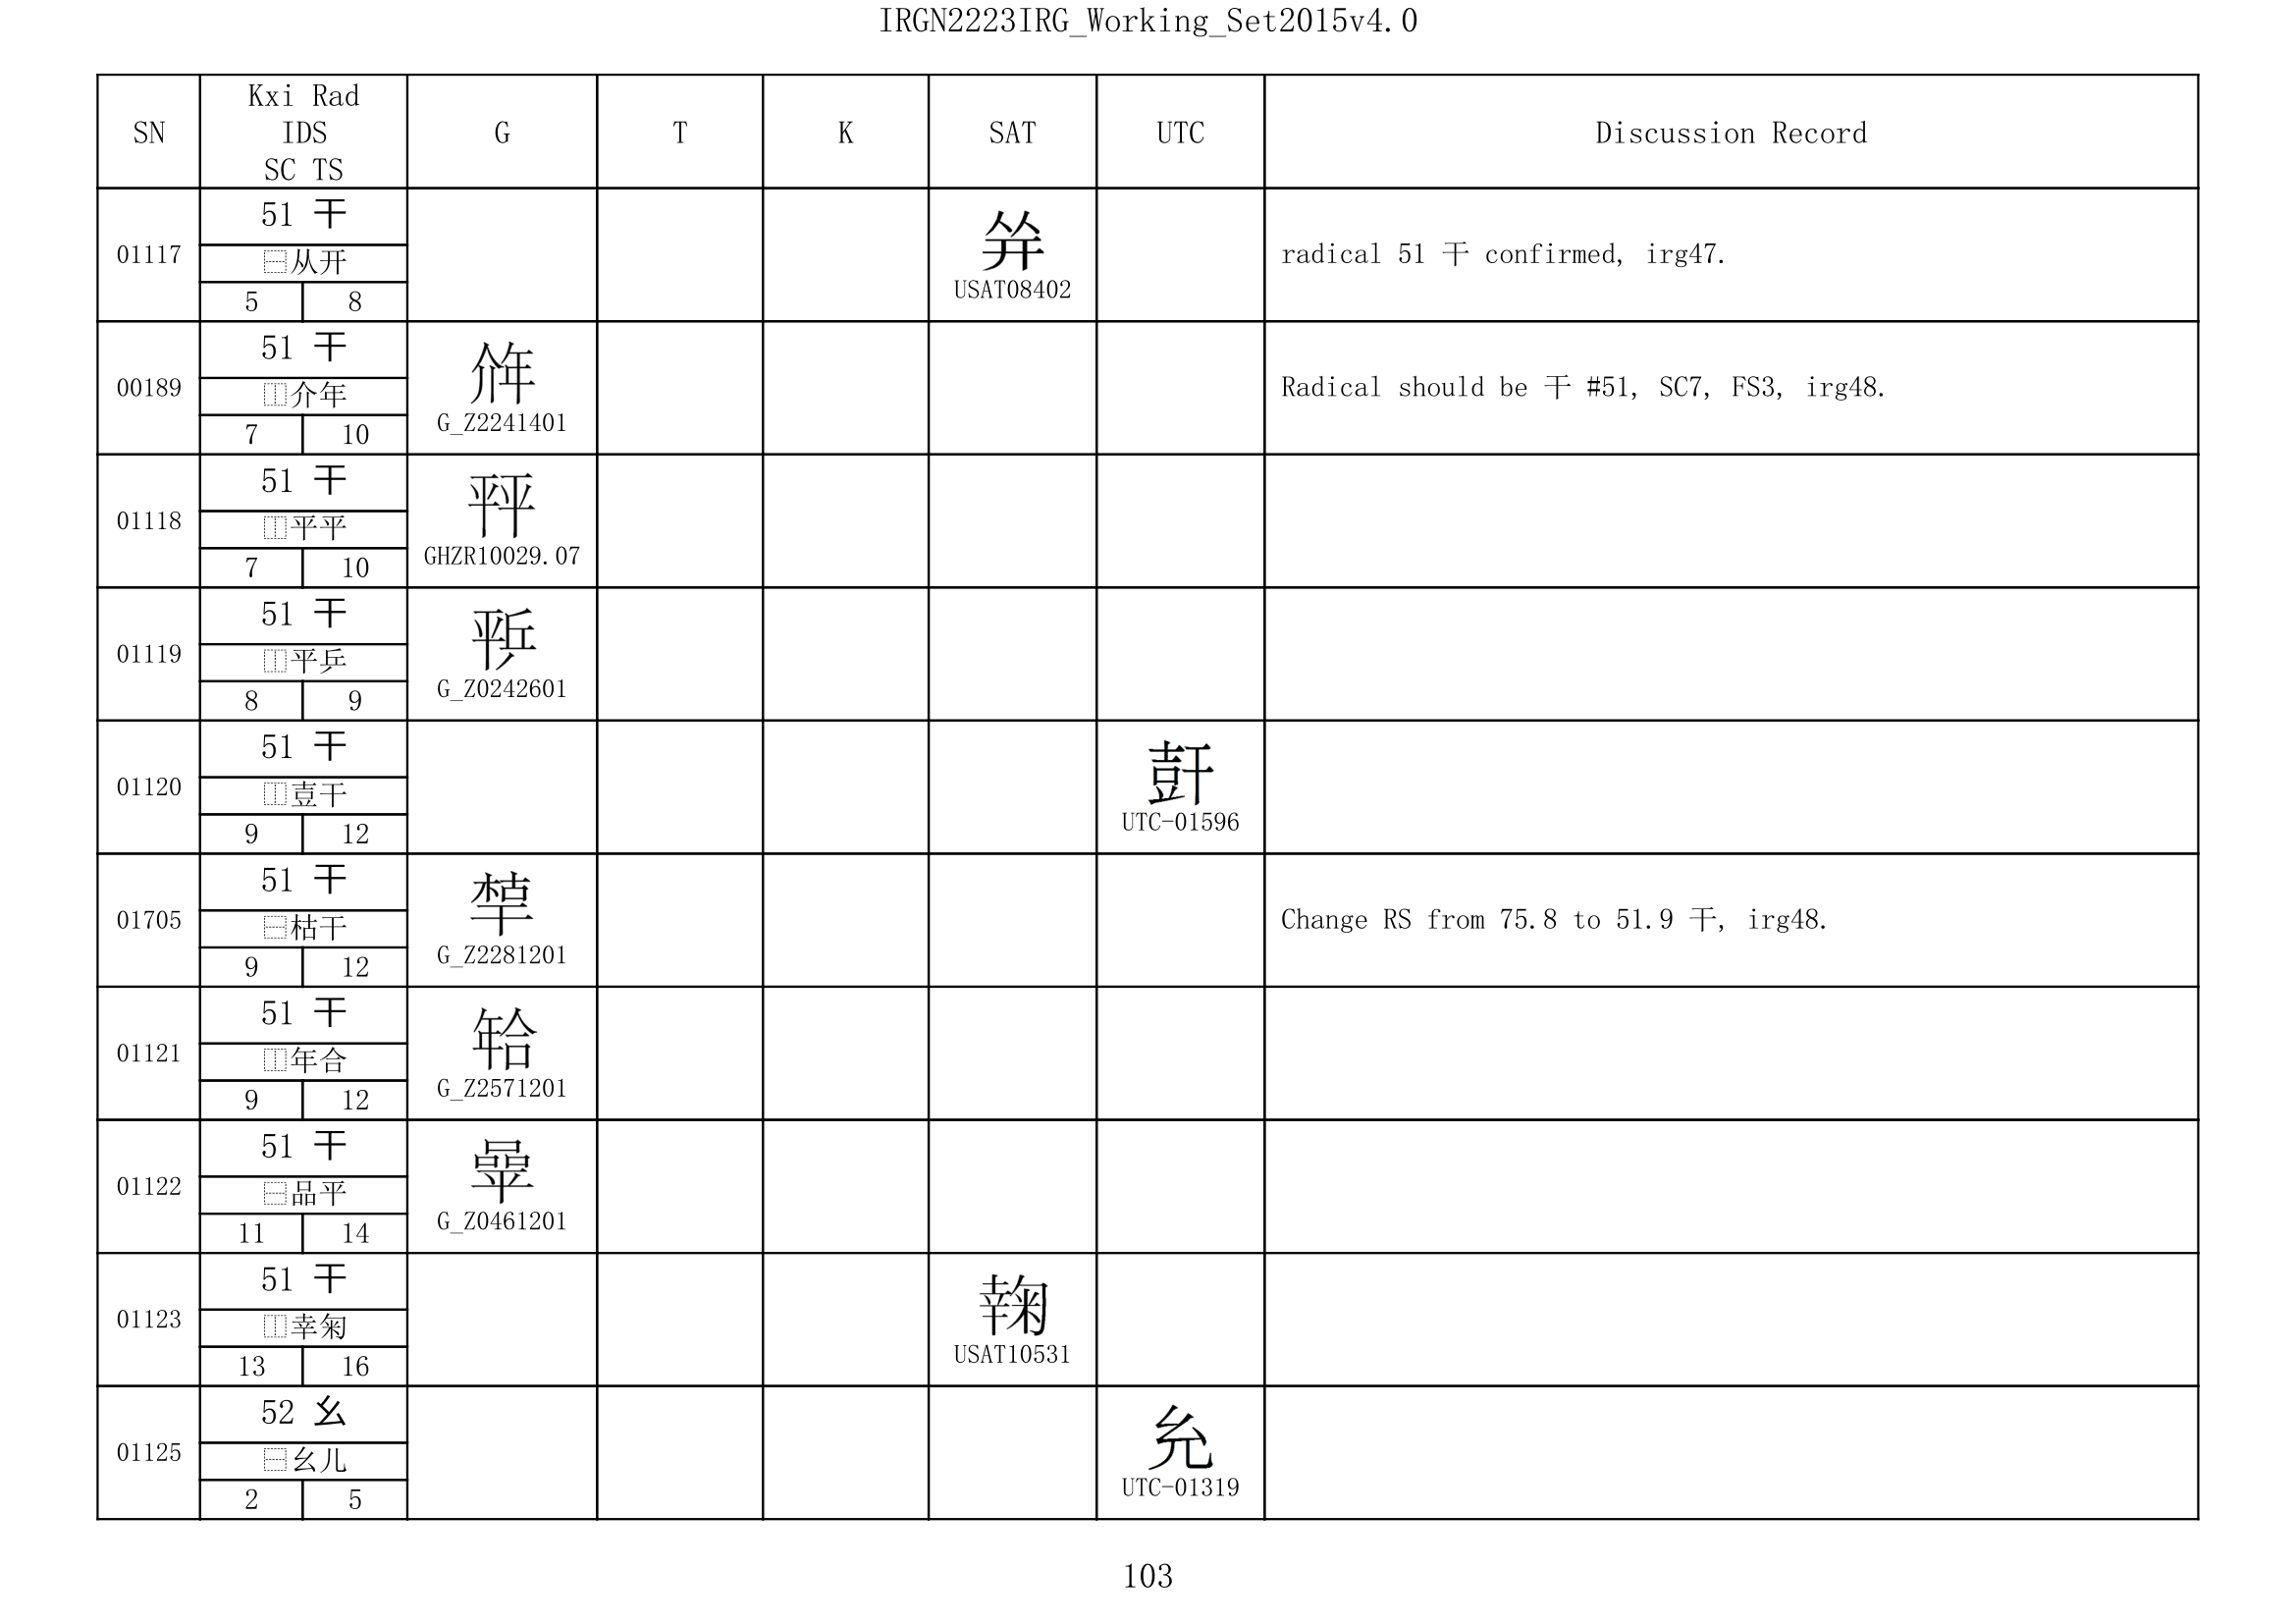 IRGN2223IRG_Working_Set2015v4.0
SN Kxi Rad IDS SC TS G T K SAT UTC Discussion Record
01117 51 干 ⿱从开 5 8 USAT08402 radical 51 干 confirmed, irg47.
00189 51 干 ⿰介年 7 10 G_Z2241401 Radical should be 干 #51, SC7, FS3, irg48.
01118 51 干 ⿰平平 7 10 GHZR10029.07
01119 51 干 ⿰平乒 8 9 G_Z0242601
01120 51 干 ⿰壴干 9 12 UTC-01596
01705 51 干 ⿱枯干 9 12 G_Z2281201 Change RS from 75.8 to 51.9 干, irg48.
01121 51 干 ⿰年合 9 12 G_Z2571201
01122 51 干 ⿱品平 11 14 G_Z0461201
01123 51 干 ⿰幸匊 13 16 USAT10531
01125 52 幺 ⿱幺儿 2 5 UTC-01319
103